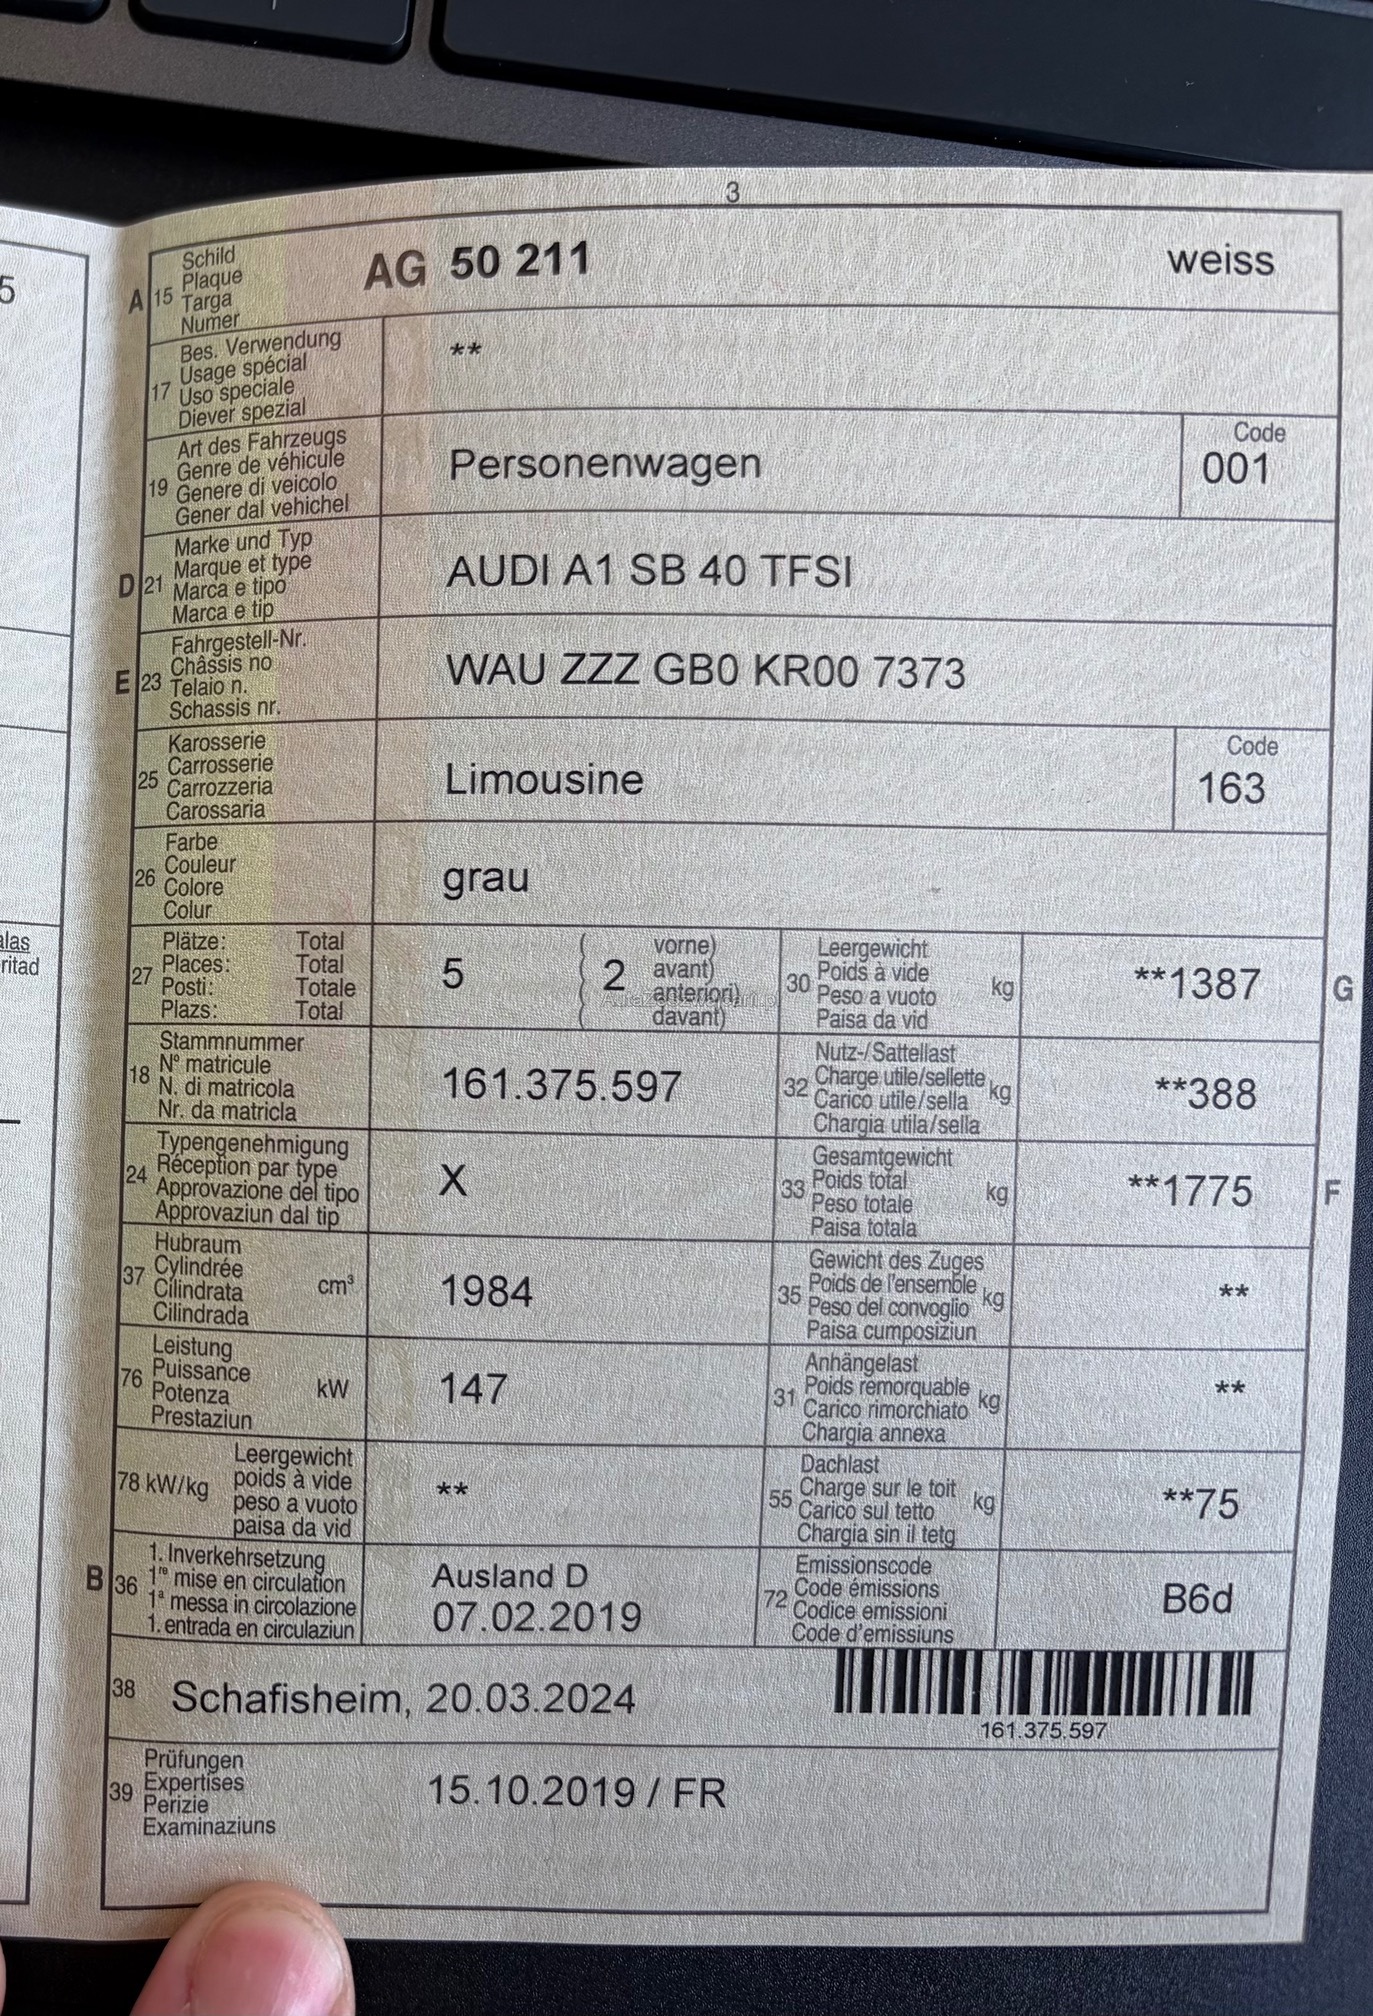 3
5
A 15 Schild
Plaque
Targa
Numer
AG 50 211 weiss
17 Bes. Verwendung
Usage spécial
Uso speciale
Diever spezial
**
19 Art des Fahrzeugs
Genre de véhicule
Genere di veicolo
Gener dal vehichel
Personenwagen
Code
001
D 21 Marke und Typ
Marque et type
Marca e tipo
Marca e tip
AUDI A1 SB 40 TFSI
E 23 Fahrgestell-Nr.
Châssis no
Telaio n.
Schassis nr.
WAU ZZZ GB0 KR00 7373
25 Karosserie
Carrosserie
Carrozzeria
Carossaria
Limousine
Code
163
26 Farbe
Couleur
Colore
Colur
grau
alas
ritad
27 Plätze: Total
Places: Total
Posti: Totale
Plazs: Total
5 ( 2 vorne)
avant)
anteriori)
davant)
30 Leergewicht
Poids à vide
Peso a vuoto
Paisa da vid
kg **1387 G
18 Stammnummer
N° matricule
N. di matricola
Nr. da matricla
161.375.597
32 Nutz-/Sattellast
Charge utile/sellette
Carico utile/sella
Chargia utila/sella
kg **388
24 Typengenehmigung
Réception par type
Approvazione del tipo
Approvaziun dal tip
X
33 Gesamtgewicht
Poids total
Peso totale
Paisa totala
kg **1775 F
37 Hubraum
Cylindrée
Cilindrata
Cilindrada
cm³ 1984
35 Gewicht des Zuges
Poids de l'ensemble
Peso del convoglio
Paisa cumposiziun
kg **
76 Leistung
Puissance
Potenza
Prestaziun
kW 147
31 Anhängelast
Poids remorquable
Carico rimorchiato
Chargia annexa
kg **
78 kW/kg Leergewicht
poids à vide
peso a vuoto
paisa da vid
**
55 Dachlast
Charge sur le toit
Carico sul tetto
Chargia sin il tetg
kg **75
B 36 1. Inverkehrsetzung
1re mise en circulation
1a messa in circolazione
1. entrada en circulaziun
Ausland D
07.02.2019
72 Emissionscode
Code émissions
Codice emissioni
Code d'emissiuns
B6d
38 Schafisheim, 20.03.2024
161.375.597
39 Prüfungen
Expertises
Perizie
Examinaziuns
15.10.2019 / FR